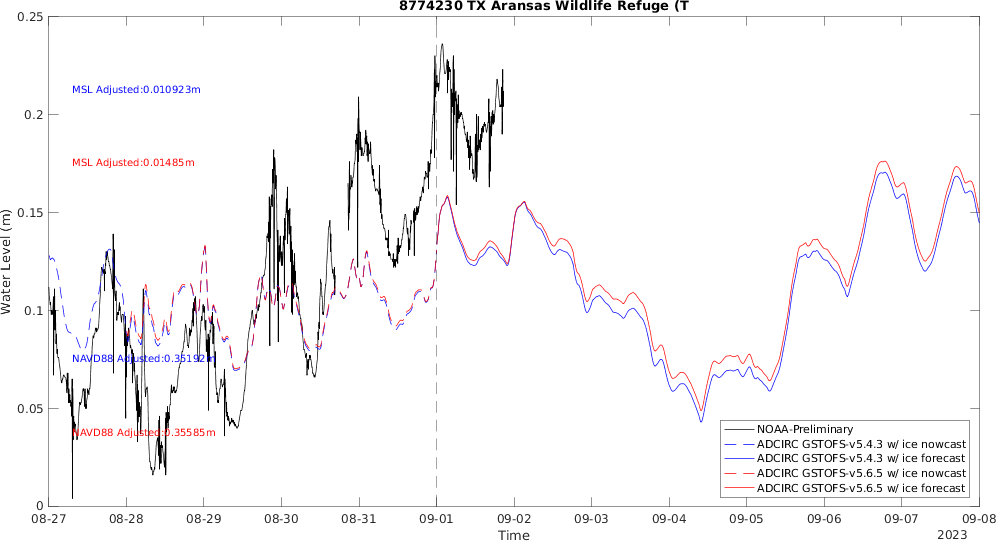 8774230 TX Aransas Wildlife Refuge (T
0.25
0.2
0.15
0.1
0.05
0
Water Level (m)
MSL Adjusted:0.010923m
MSL Adjusted:0.01485m
NAVD88 Adjusted:0.35192m
NAVD88 Adjusted:0.35585m
NOAA-Preliminary
ADCIRC GSTOFS-v5.4.3 w/ ice nowcast
ADCIRC GSTOFS-v5.4.3 w/ ice forecast
ADCIRC GSTOFS-v5.6.5 w/ ice nowcast
ADCIRC GSTOFS-v5.6.5 w/ ice forecast
08-27 08-28 08-29 08-30 08-31 09-01 09-02 09-03 09-04 09-05 09-06 09-07 09-08
Time
2023